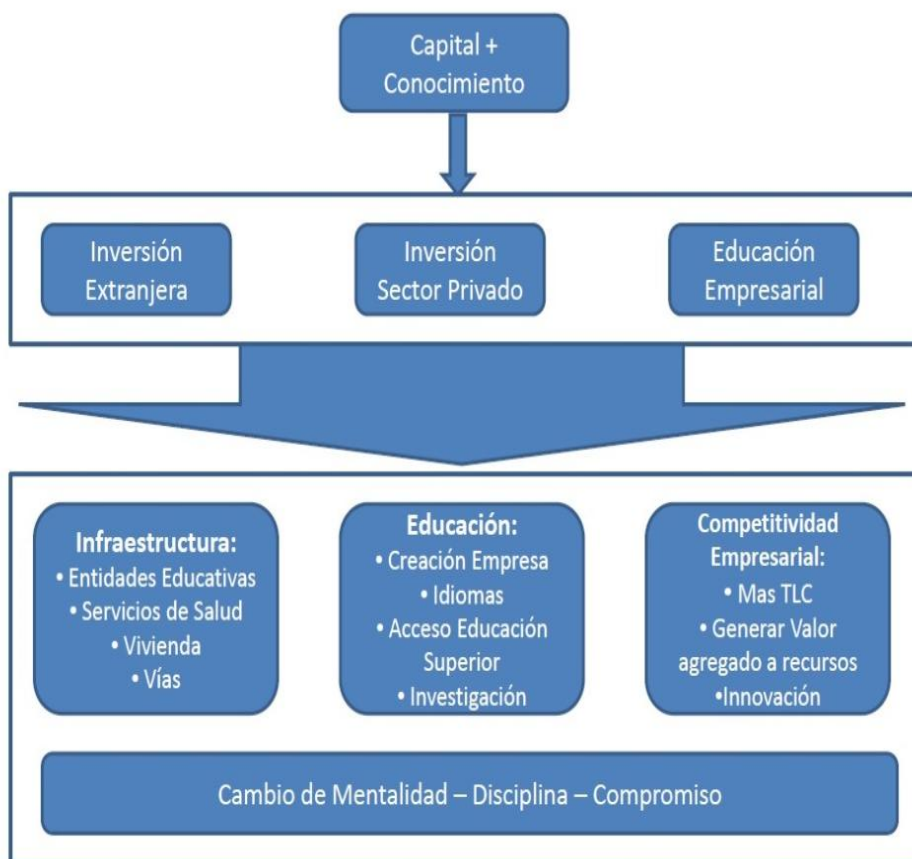 Capital +
Conocimiento
Inversión
Extranjera
Inversión
Sector Privado
Educación
Empresarial
Infraestructura:
• Entidades Educativas
• Servicios de Salud
• Vivienda
• Vías
Educación:
• Creación Empresa
• Idiomas
• Acceso Educación
Superior
• Investigación
Competitividad
Empresarial:
• Mas TLC
• Generar Valor
agregado a recursos
•Innovación
Cambio de Mentalidad – Disciplina – Compromiso